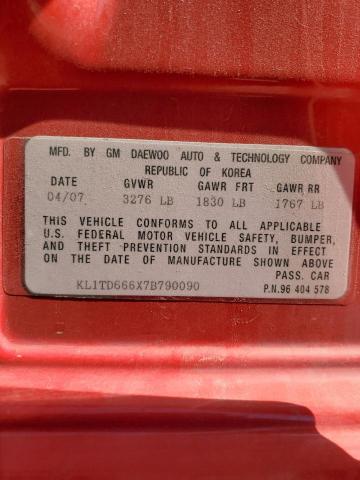 MFD. BY GM DAEWOO AUTO & TECHNOLOGY COMPANY
REPUBLIC OF KOREA
DATE GVWR GAWR FRT GAWR RR
04/07 3276 LB 1830 LB 1767 LB
THIS VEHICLE CONFORMS TO ALL APPLICABLE
U.S. FEDERAL MOTOR VEHICLE SAFETY, BUMPER,
AND THEFT PREVENTION STANDARDS IN EFFECT
ON THE DATE OF MANUFACTURE SHOWN ABOVE
PASS. CAR
KL1TD666X7B790090 P.N.96 404 578